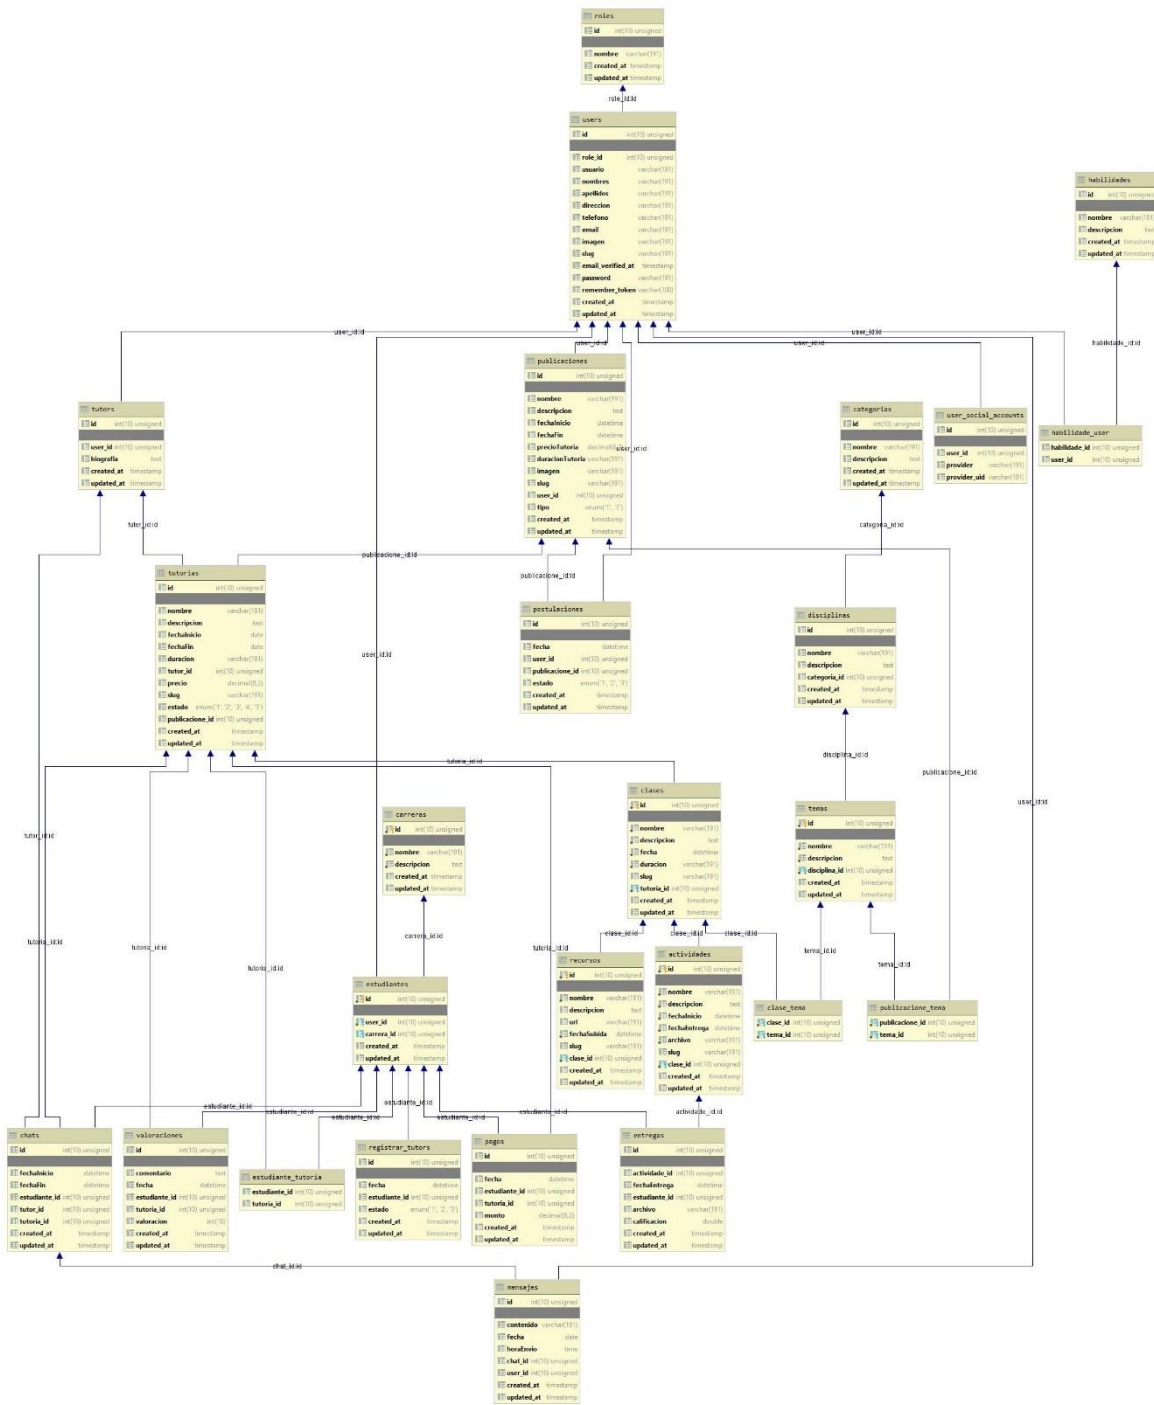 roles
id int(10) unsigned
nombre varchar(191)
created_at timestamp
updated_at timestamp
role_id:id
users
id int(10) unsigned
role_id int(10) unsigned
usuario varchar(191)
nombres varchar(191)
apellidos varchar(191)
direccion varchar(191)
telefono varchar(191)
email varchar(191)
imagen varchar(191)
slug varchar(191)
email_verified_at timestamp
password varchar(191)
remember_token varchar(100)
created_at timestamp
updated_at timestamp
habilidades
id int(10) unsigned
nombre varchar(191)
descripcion text
created_at timestamp
updated_at timestamp
user_id:id
user_id:id
user_id:id
user_id:id
habilidade_id:id
publicaciones
id int(10) unsigned
nombre varchar(191)
descripcion text
fechaInicio datetime
fechaFin datetime
precioTutoria
duracionTutoria varchar(191)
imagen varchar(191)
slug varchar(191)
user_id int(10) unsigned
tipo enum('1', '2')
created_at timestamp
updated_at timestamp
user_id:id
tutors
id int(10) unsigned
user_id int(10) unsigned
biografia text
created_at timestamp
updated_at timestamp
categorias
id int(10) unsigned
nombre varchar(191)
descripcion text
created_at timestamp
updated_at timestamp
user_social_accounts
id int(10) unsigned
user_id int(10) unsigned
provider varchar(191)
provider_uid varchar(191)
habilidade_user
habilidade_id int(10) unsigned
user_id int(10) unsigned
tutor_id:id
categoria_id:id
publicacione_id:id
publicacione_id:id
tutorias
id int(10) unsigned
nombre varchar(191)
descripcion text
fechaInicio date
fechaFin date
duracion varchar(191)
tutor_id int(10) unsigned
precio decimal(8,2)
slug varchar(191)
estado enum('1', '2', '3', '4', '5')
publicacione_id int(10) unsigned
created_at timestamp
updated_at timestamp
user_id:id
postulaciones
id int(10) unsigned
fecha datetime
user_id int(10) unsigned
publicacione_id int(10) unsigned
estado enum('1', '2', '3')
created_at timestamp
updated_at timestamp
disciplinas
id int(10) unsigned
nombre varchar(191)
descripcion text
categoria_id int(10) unsigned
created_at timestamp
updated_at timestamp
tutoria_id:id
disciplina_id:id
publicacione_id:id
user_id:id
clases
id int(10) unsigned
nombre varchar(191)
descripcion text
fecha datetime
duracion varchar(191)
slug varchar(191)
tutoria_id int(10) unsigned
created_at timestamp
updated_at timestamp
temas
id int(10) unsigned
nombre varchar(191)
descripcion text
disciplina_id int(10) unsigned
created_at timestamp
updated_at timestamp
carreras
id int(10) unsigned
nombre varchar(191)
descripcion text
created_at timestamp
updated_at timestamp
tutor_id:id
carrera_id:id
clase_id:id
clase_id:id
clase_id:id
tutoria_id:id
tutoria_id:id
tutoria_id:id
tutoria_id:id
tema_id:id
tema_id:id
recursos
id int(10) unsigned
nombre varchar(191)
descripcion text
url varchar(191)
fechaSubida datetime
slug varchar(191)
clase_id int(10) unsigned
created_at timestamp
updated_at timestamp
actividades
id int(10) unsigned
nombre varchar(191)
descripcion text
fechaInicio datetime
fechaEntrega datetime
archivo varchar(191)
slug varchar(191)
clase_id int(10) unsigned
created_at timestamp
updated_at timestamp
estudiantes
id int(10) unsigned
user_id int(10) unsigned
carrera_id int(10) unsigned
created_at timestamp
updated_at timestamp
clase_tema
clase_id int(10) unsigned
tema_id int(10) unsigned
publicacione_tema
publicacione_id int(10) unsigned
tema_id int(10) unsigned
estudiante_id:id
estudiante_id:id
estudiante_id:id
estudiante_id:id
estudiante_id:id
estudiante_id:id
actividade_id:id
chats
id int(10) unsigned
fechaInicio datetime
fechaFin datetime
estudiante_id int(10) unsigned
tutor_id int(10) unsigned
tutoria_id int(10) unsigned
created_at timestamp
updated_at timestamp
valoraciones
id int(10) unsigned
comentario text
fecha datetime
estudiante_id int(10) unsigned
tutoria_id int(10) unsigned
valoracion int(10)
created_at timestamp
updated_at timestamp
estudiante_tutoria
estudiante_id int(10) unsigned
tutoria_id int(10) unsigned
registrar_tutors
id int(10) unsigned
fecha datetime
estudiante_id int(10) unsigned
estado enum('1', '2', '3')
created_at timestamp
updated_at timestamp
pagos
id int(10) unsigned
fecha datetime
estudiante_id int(10) unsigned
tutoria_id int(10) unsigned
monto decimal(8,2)
created_at timestamp
updated_at timestamp
entregas
id int(10) unsigned
actividade_id int(10) unsigned
fechaEntrega datetime
estudiante_id int(10) unsigned
archivo varchar(191)
calificacion double
created_at timestamp
updated_at timestamp
chat_id:id
mensajes
id int(10) unsigned
contenido varchar(191)
fecha date
horaEnvio time
chat_id int(10) unsigned
user_id int(10) unsigned
created_at timestamp
updated_at timestamp